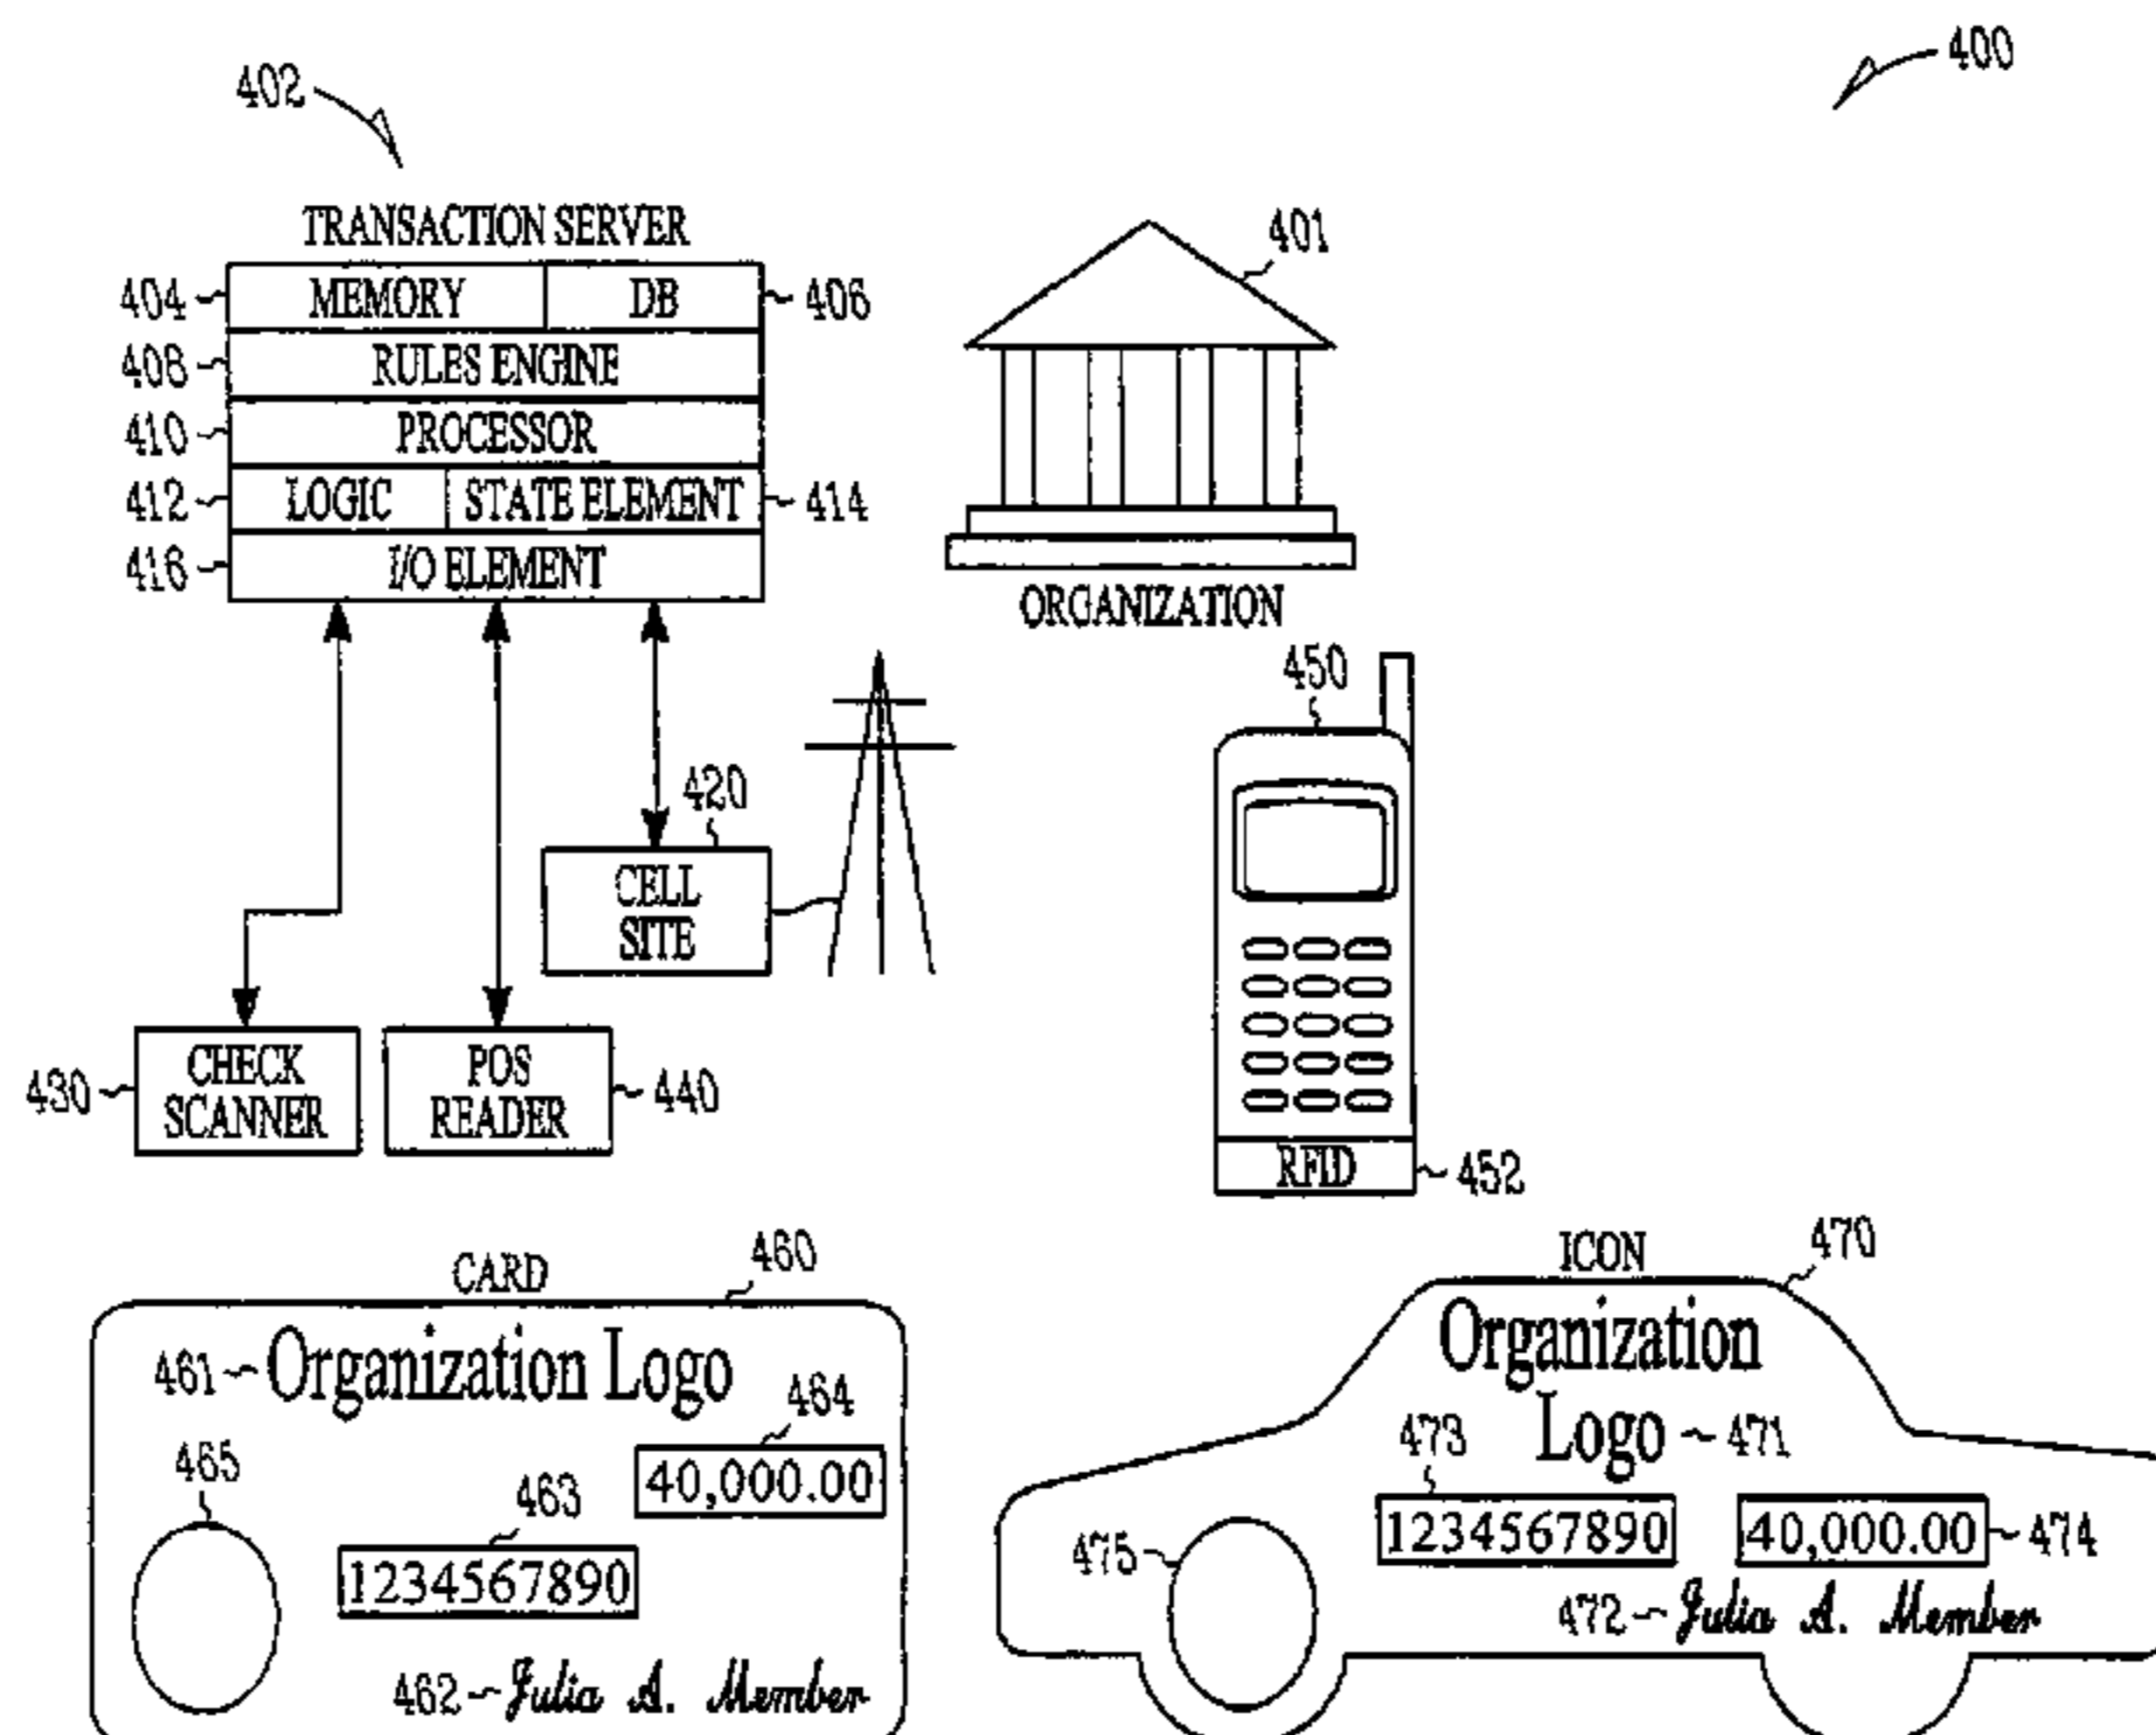 400
402
TRANSACTION SERVER
401
404 MEMORY DB 406
408 RULES ENGINE
410 PROCESSOR
412 LOGIC STATE ELEMENT 414
416 I/O ELEMENT
ORGANIZATION
450
420
CELL
SITE
430 CHECK
SCANNER
POS
READER 440
RFID 452
CARD 460
461 Organization Logo
464
40,000.00
465
463
1234567890
462 Julia A. Member
ICON 470
Organization
Logo 471
473
1234567890
40,000.00 474
475
472 Julia A. Member